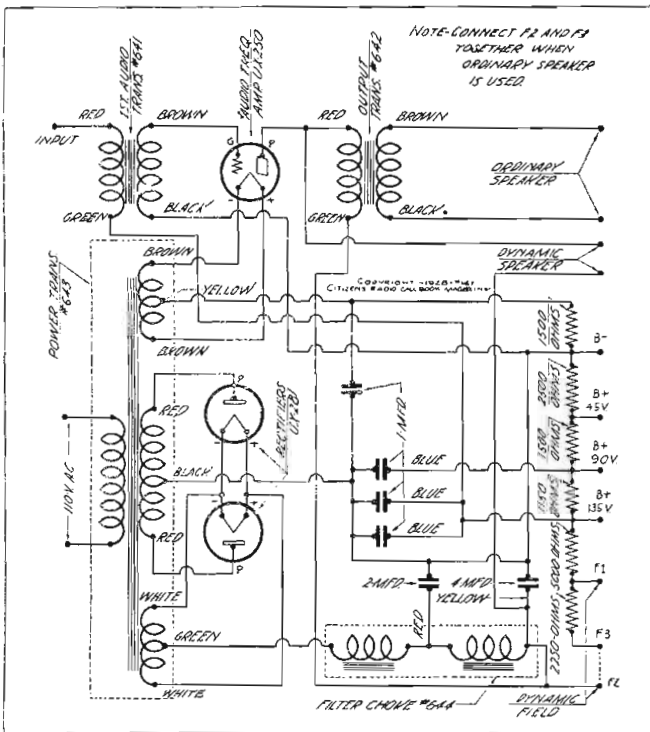 NOTE-CONNECT F2 AND F3
TOGETHER WHEN
ORDINARY SPEAKER
IS USED.
1ST. AUDIO
TRANS. #641
AUDIO FREQ.
AMP UX250
OUTPUT
TRANS. #642
RED
BROWN
G
P
RED
BROWN
INPUT
ORDINARY
SPEAKER
- +
GREEN
BLACK
GREEN
BLACK.
BROWN
DYNAMIC
SPEAKER
POWER TRANS
#643
YELLOW
COPYRIGHT -1928- BY
CITIZENS RADIO CALL BOOK MAGAZINE
1500
OHMS
B-
BROWN
P
RED
2500
OHMS
B+
45V.
RECTIFIERS
UX281
1 MFD
1500
OHMS
B+
90V.
BLACK
BLUE
110V. AC
BLUE
1150
OHMS
B+
135V.
BLUE
RED
P
2MFD
4 MFD
YELLOW
2250-OHMS, 5000 OHMS
F1
WHITE
RED
GREEN
F3
WHITE
F2
FILTER CHOKE #644
DYNAMIC
FIELD